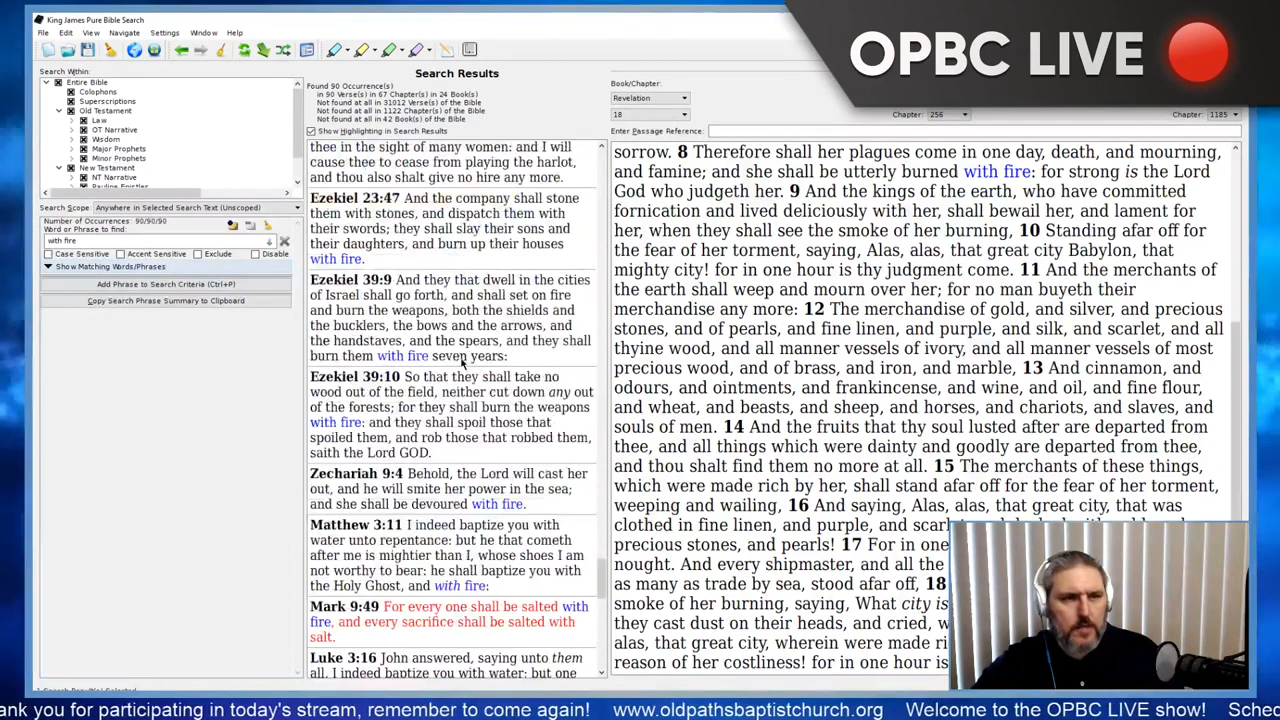 King James Pure Bible Search
File Edit View Navigate Settings Window Help
OPBC LIVE
Search Within:
Entire Bible
Colophons
Superscriptions
Old Testament
Law
OT Narrative
Wisdom
Major Prophets
Minor Prophets
New Testament
NT Narrative
Pauline Epistles
Search Scope: Anywhere in Selected Search Text (Unscoped)
Number of Occurrences: 90/90/90
Word or Phrase to find:
with fire
Case Sensitive Accent Sensitive Exclude Disable
Show Matching Words/Phrases
Add Phrase to Search Criteria (Ctrl+P)
Copy Search Phrase Summary to Clipboard
Search Results
Found 90 Occurrence(s)
in 90 Verse(s) in 67 Chapter(s) in 24 Book(s)
Not found at all in 31012 Verse(s) of the Bible
Not found at all in 1122 Chapter(s) of the Bible
Not found at all in 42 Book(s) of the Bible
Show Highlighting in Search Results
thee in the sight of many women: and I will
cause thee to cease from playing the harlot,
and thou also shalt give no hire any more.
Ezekiel 23:47 And the company shall stone
them with stones, and dispatch them with
their swords; they shall slay their sons and
their daughters, and burn up their houses
with fire.
Ezekiel 39:9 And they that dwell in the cities
of Israel shall go forth, and shall set on fire
and burn the weapons, both the shields and
the bucklers, the bows and the arrows, and
the handstaves, and the spears, and they shall
burn them with fire seven years:
Ezekiel 39:10 So that they shall take no
wood out of the field, neither cut down any out
of the forests; for they shall burn the weapons
with fire: and they shall spoil those that
spoiled them, and rob those that robbed them,
saith the Lord GOD.
Zechariah 9:4 Behold, the Lord will cast her
out, and he will smite her power in the sea;
and she shall be devoured with fire.
Matthew 3:11 I indeed baptize you with
water unto repentance: but he that cometh
after me is mightier than I, whose shoes I am
not worthy to bear: he shall baptize you with
the Holy Ghost, and with fire:
Mark 9:49 For every one shall be salted with
fire, and every sacrifice shall be salted with
salt.
Luke 3:16 John answered, saying unto them
all, I indeed baptize you with water; but one
Book/Chapter:
Revelation
18 Chapter: 256 Chapter: 1185
Enter Passage Reference:
sorrow. 8 Therefore shall her plagues come in one day, death, and mourning,
and famine; and she shall be utterly burned with fire: for strong is the Lord
God who judgeth her. 9 And the kings of the earth, who have committed
fornication and lived deliciously with her, shall bewail her, and lament for
her, when they shall see the smoke of her burning, 10 Standing afar off for
the fear of her torment, saying, Alas, alas, that great city Babylon, that
mighty city! for in one hour is thy judgment come. 11 And the merchants of
the earth shall weep and mourn over her; for no man buyeth their
merchandise any more: 12 The merchandise of gold, and silver, and precious
stones, and of pearls, and fine linen, and purple, and silk, and scarlet, and all
thyine wood, and all manner vessels of ivory, and all manner vessels of most
precious wood, and of brass, and iron, and marble, 13 And cinnamon, and
odours, and ointments, and frankincense, and wine, and oil, and fine flour,
and wheat, and beasts, and sheep, and horses, and chariots, and slaves, and
souls of men. 14 And the fruits that thy soul lusted after are departed from
thee, and all things which were dainty and goodly are departed from thee,
and thou shalt find them no more at all. 15 The merchants of these things,
which were made rich by her, shall stand afar off for the fear of her torment,
weeping and wailing, 16 And saying, Alas, alas, that great city, that was
clothed in fine linen, and purple, and scar
precious stones, and pearls! 17 For in one
nought. And every shipmaster, and all the
as many as trade by sea, stood afar off, 18
smoke of her burning, saying, What city is
they cast dust on their heads, and cried, w
alas, that great city, wherein were made ri
reason of her costliness! for in one hour is
nk you for participating in today's stream, remember to come again! www.oldpathsbaptistchurch.org Welcome to the OPBC LIVE show! Sched